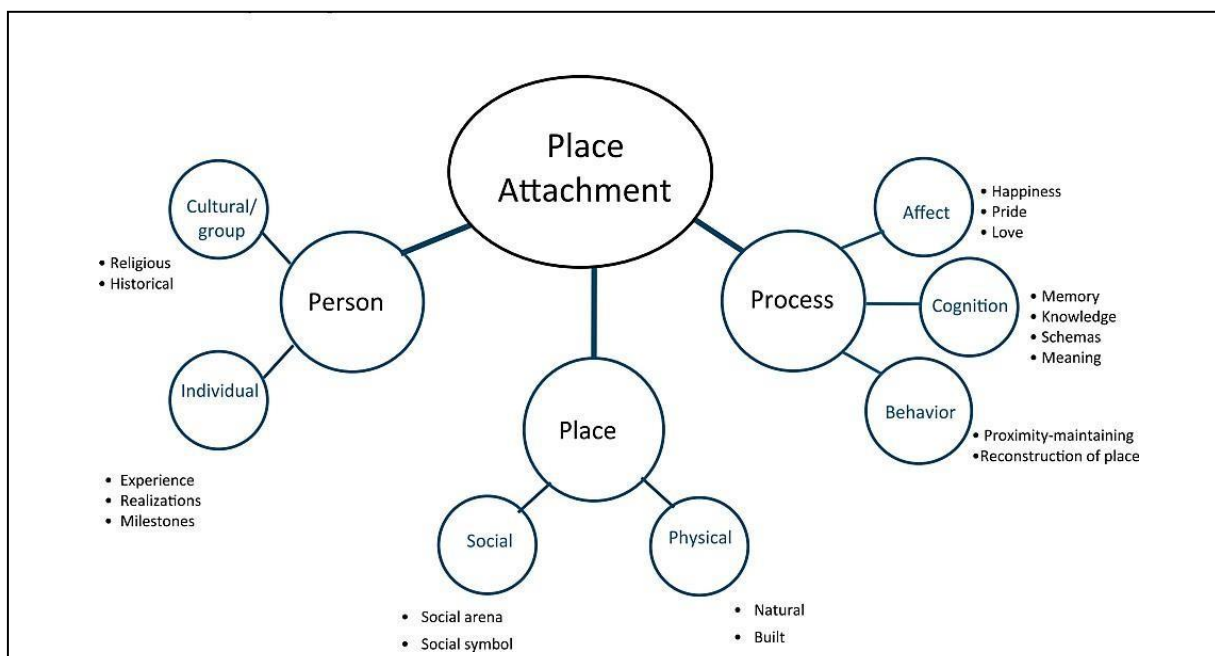 Place
Attachment
Cultural/
group
• Religious
• Historical
Person
Individual
• Experience
• Realizations
• Milestones
Place
Social
• Social arena
• Social symbol
Physical
• Natural
• Built
Process
Affect
• Happiness
• Pride
• Love
Cognition
• Memory
• Knowledge
• Schemas
• Meaning
Behavior
• Proximity-maintaining
•Reconstruction of place